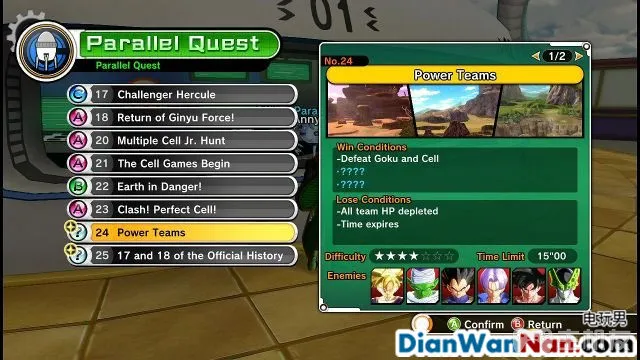 01
Parallel Quest
Parallel Quest
C 17 Challenger Hercule
A 18 Return of Ginyu Force!
A 20 Multiple Cell Jr. Hunt
A 21 The Cell Games Begin
B 22 Earth in Danger!
A 23 Clash! Perfect Cell!
? 24 Power Teams
? 25 17 and 18 of the Official History
1/2
No.24
Power Teams
Win Conditions
-Defeat Goku and Cell
-????
-????
Lose Conditions
-All team HP depleted
-Time expires
Difficulty ★★★★☆☆☆ Time Limit 15"00
Enemies
A Confirm B Return
电玩男
DianWanNan.com